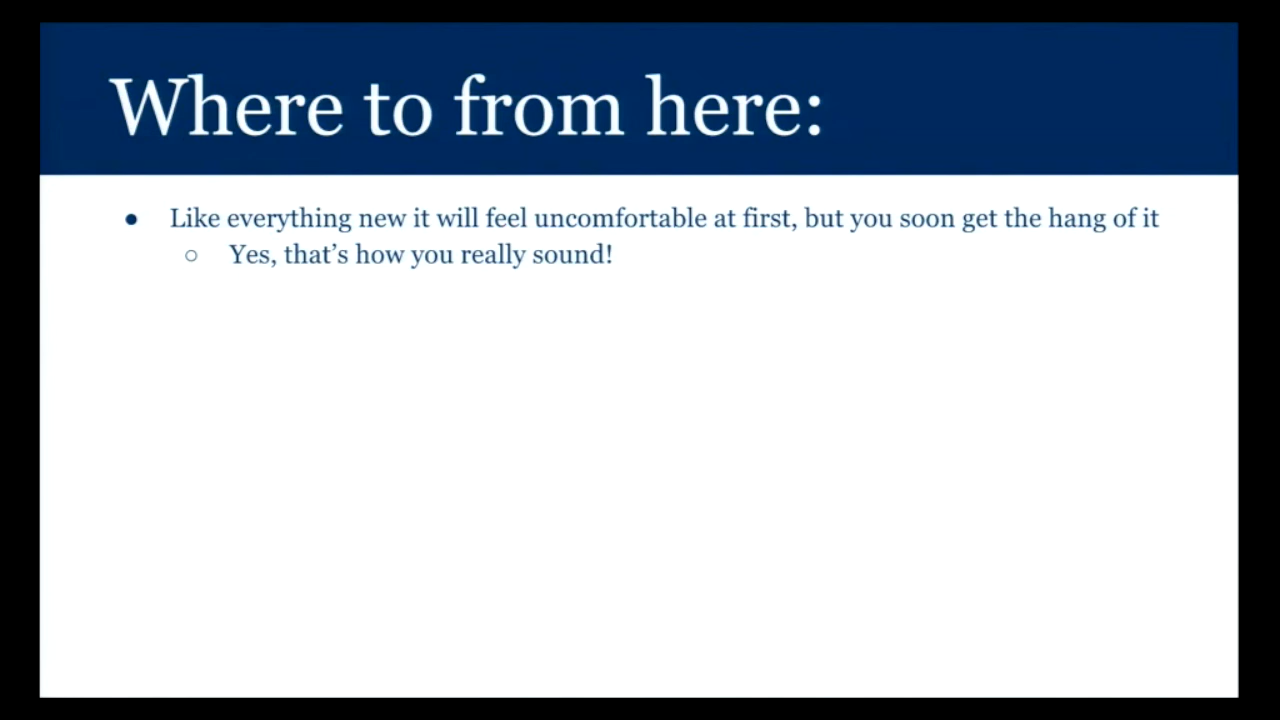 Where to from here:
● Like everything new it will feel uncomfortable at first, but you soon get the hang of it
○ Yes, that’s how you really sound!